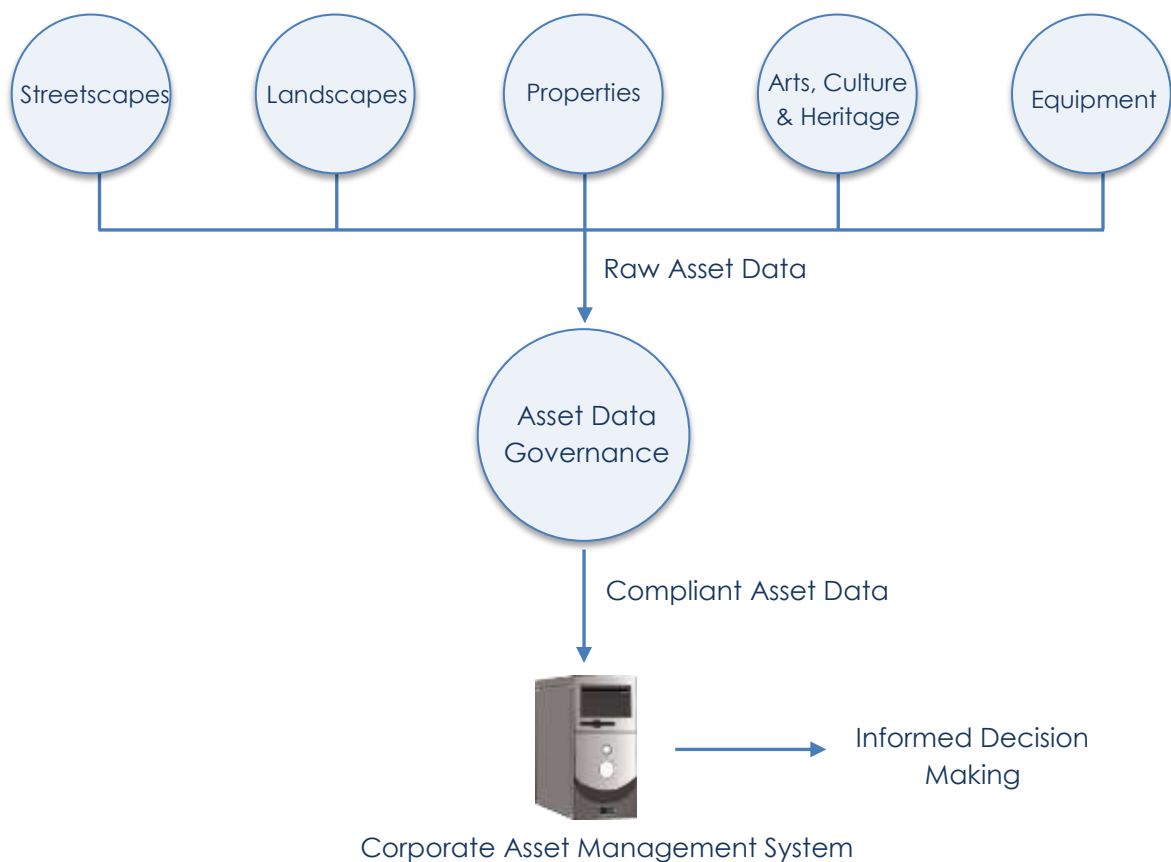 Streetscapes
Landscapes
Properties
Arts, Culture
& Heritage
Equipment
Raw Asset Data
Asset Data
Governance
Compliant Asset Data
Informed Decision
Making
Corporate Asset Management System